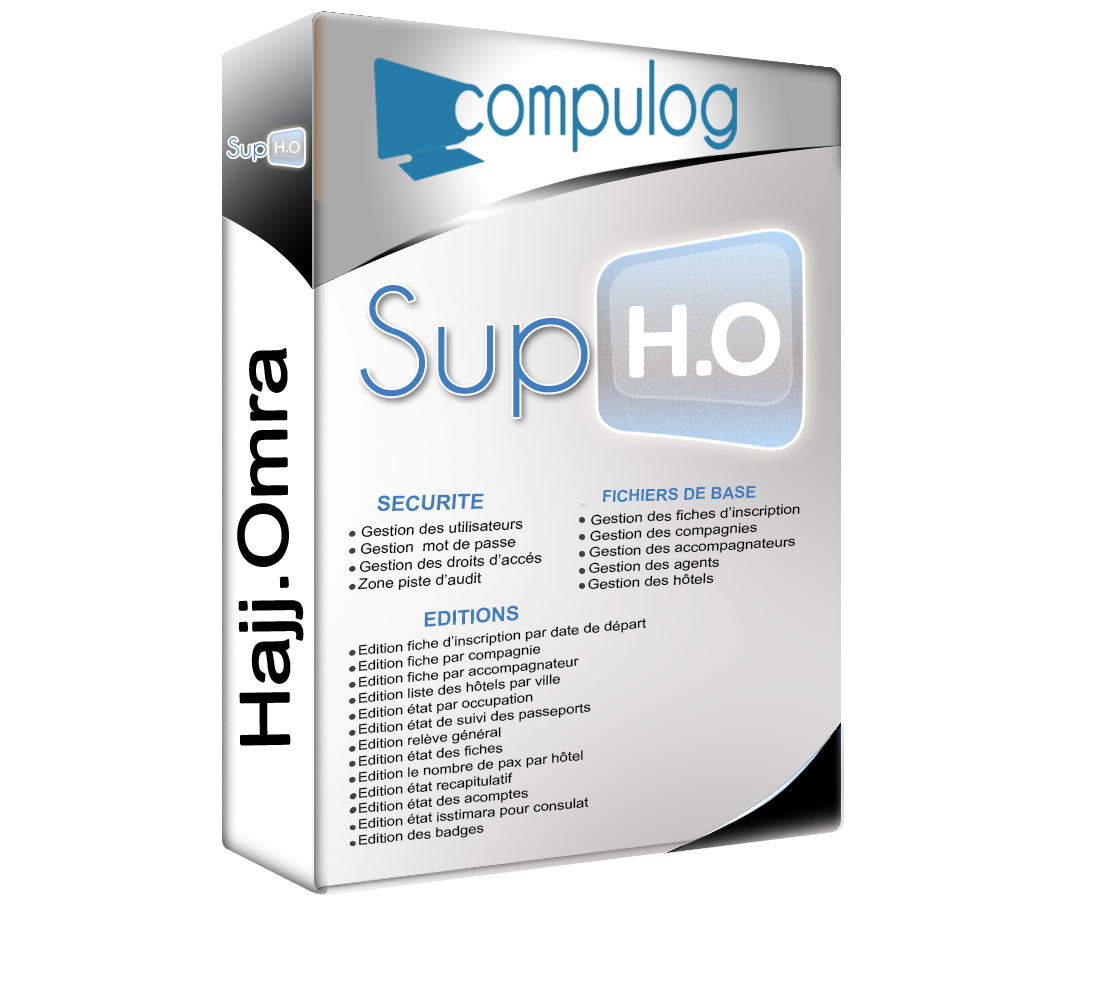 compulog
Sup H.O
Sup H.O
Hajj.Omra
SECURITE
• Gestion des utilisateurs
• Gestion mot de passe
• Gestion des droits d'accés
• Zone piste d'audit
FICHIERS DE BASE
• Gestion des fiches d'inscription
• Gestion des compagnies
• Gestion des accompagnateurs
• Gestion des agents
• Gestion des hôtels
EDITIONS
• Edition fiche d'inscription par date de départ
• Edition fiche par compagnie
• Edition fiche par accompagnateur
• Edition liste des hôtels par ville
• Edition état par occupation
• Edition état de suivi des passeports
• Edition relève général
• Edition état des fiches
• Edition le nombre de pax par hôtel
• Edition état recapitulatif
• Edition état des acomptes
• Edition état isstimara pour consulat
• Edition des badges